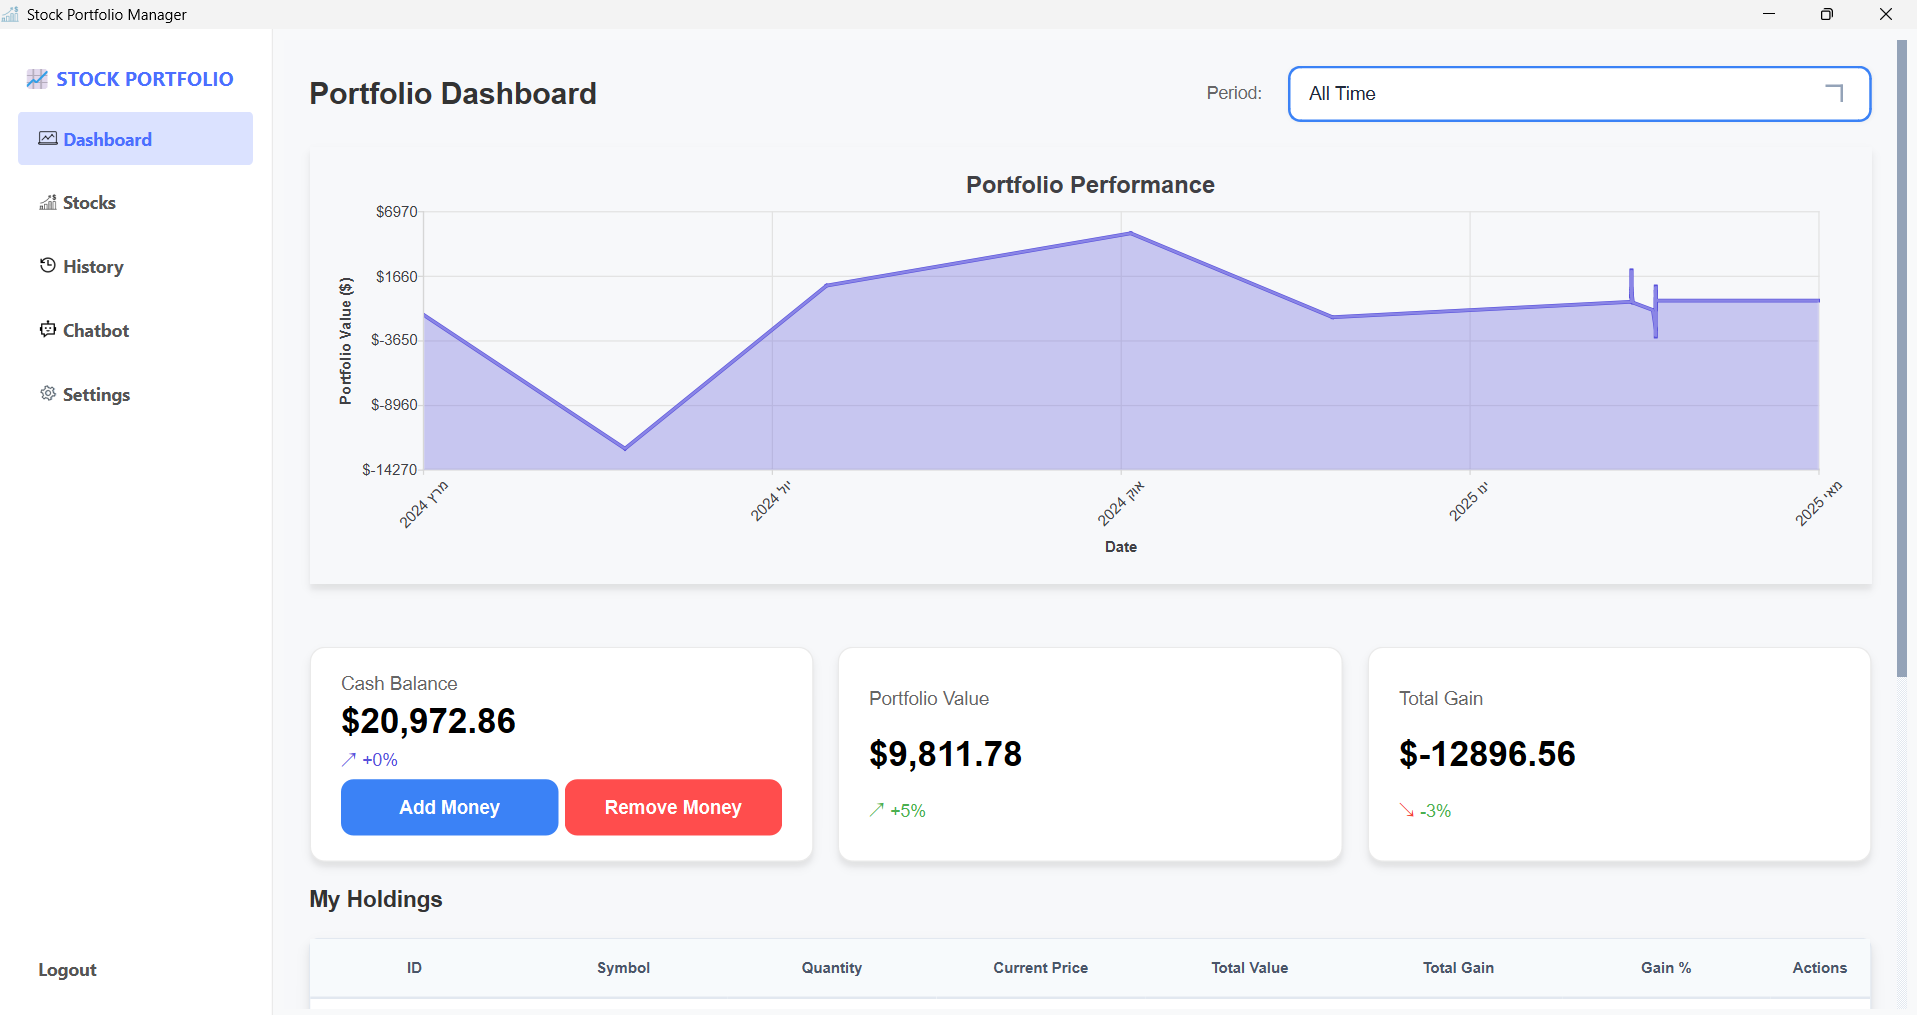 Stock Portfolio Manager
STOCK PORTFOLIO
Dashboard
Stocks
History
Chatbot
Settings
Logout
Portfolio Dashboard
Period:
All Time
Portfolio Performance
Portfolio Value ($)
$6970
$1660
$-3650
$-8960
$-14270
מרץ 2024
יול 2024
אוק 2024
ינו 2025
מאי 2025
Date
Cash Balance
$20,972.86
+0%
Add Money
Remove Money
Portfolio Value
$9,811.78
+5%
Total Gain
$-12896.56
-3%
My Holdings
ID Symbol Quantity Current Price Total Value Total Gain Gain % Actions